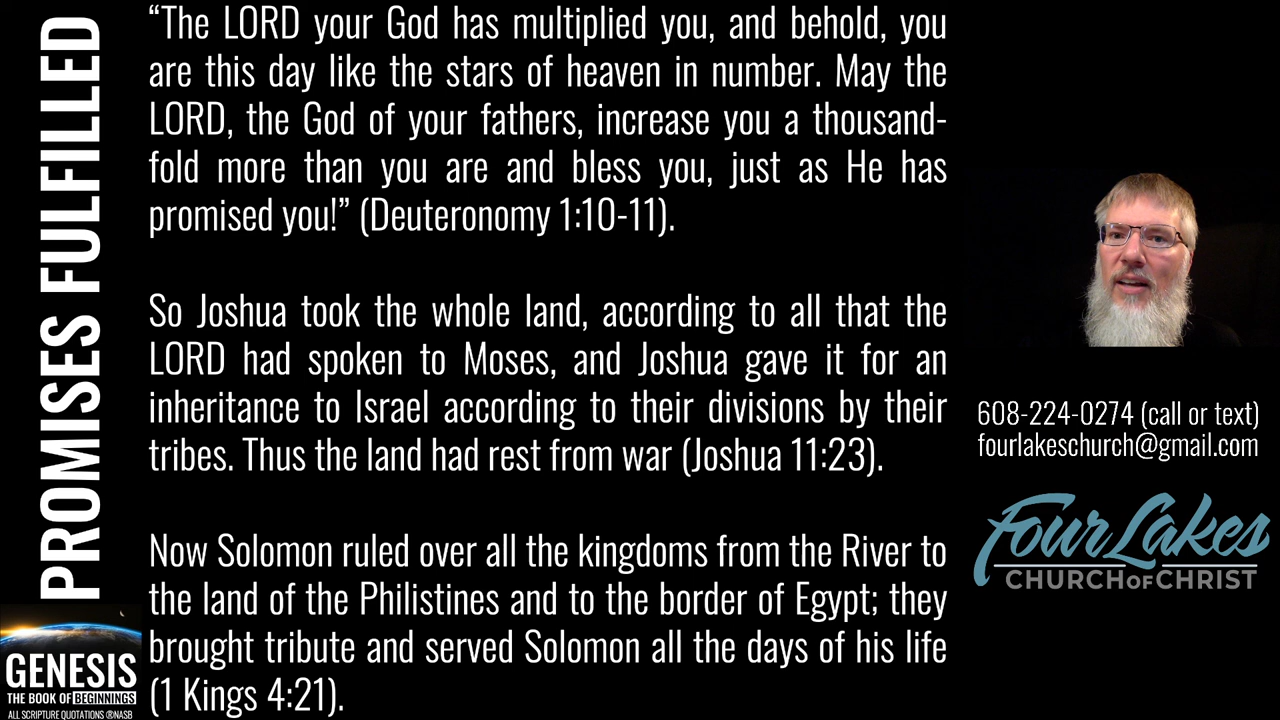 PROMISES FULFILLED
“The LORD your God has multiplied you, and behold, you
are this day like the stars of heaven in number. May the
LORD, the God of your fathers, increase you a thousand-
fold more than you are and bless you, just as He has
promised you!” (Deuteronomy 1:10-11).
So Joshua took the whole land, according to all that the
LORD had spoken to Moses, and Joshua gave it for an
inheritance to Israel according to their divisions by their
tribes. Thus the land had rest from war (Joshua 11:23).
Now Solomon ruled over all the kingdoms from the River to
the land of the Philistines and to the border of Egypt; they
brought tribute and served Solomon all the days of his life
(1 Kings 4:21).
GENESIS
THE BOOK OF BEGINNINGS
ALL SCRIPTURE QUOTATIONS ®NASB
608-224-0274 (call or text)
fourlakeschurch@gmail.com
Four Lakes
CHURCH OF CHRIST